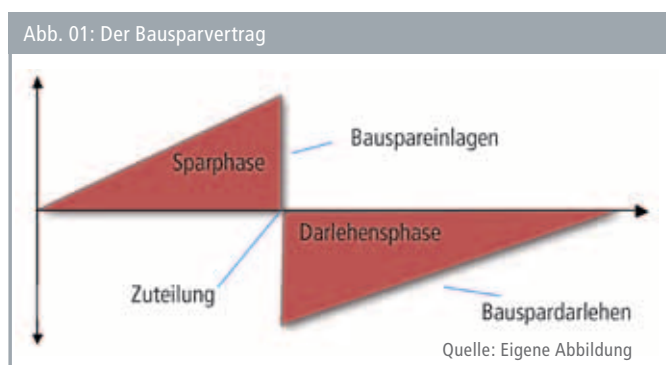 Abb. 01: Der Bausparvertrag
Bauspareinlagen
Sparphase
Darlehensphase
Zuteilung
Bauspardarlehen
Quelle: Eigene Abbildung